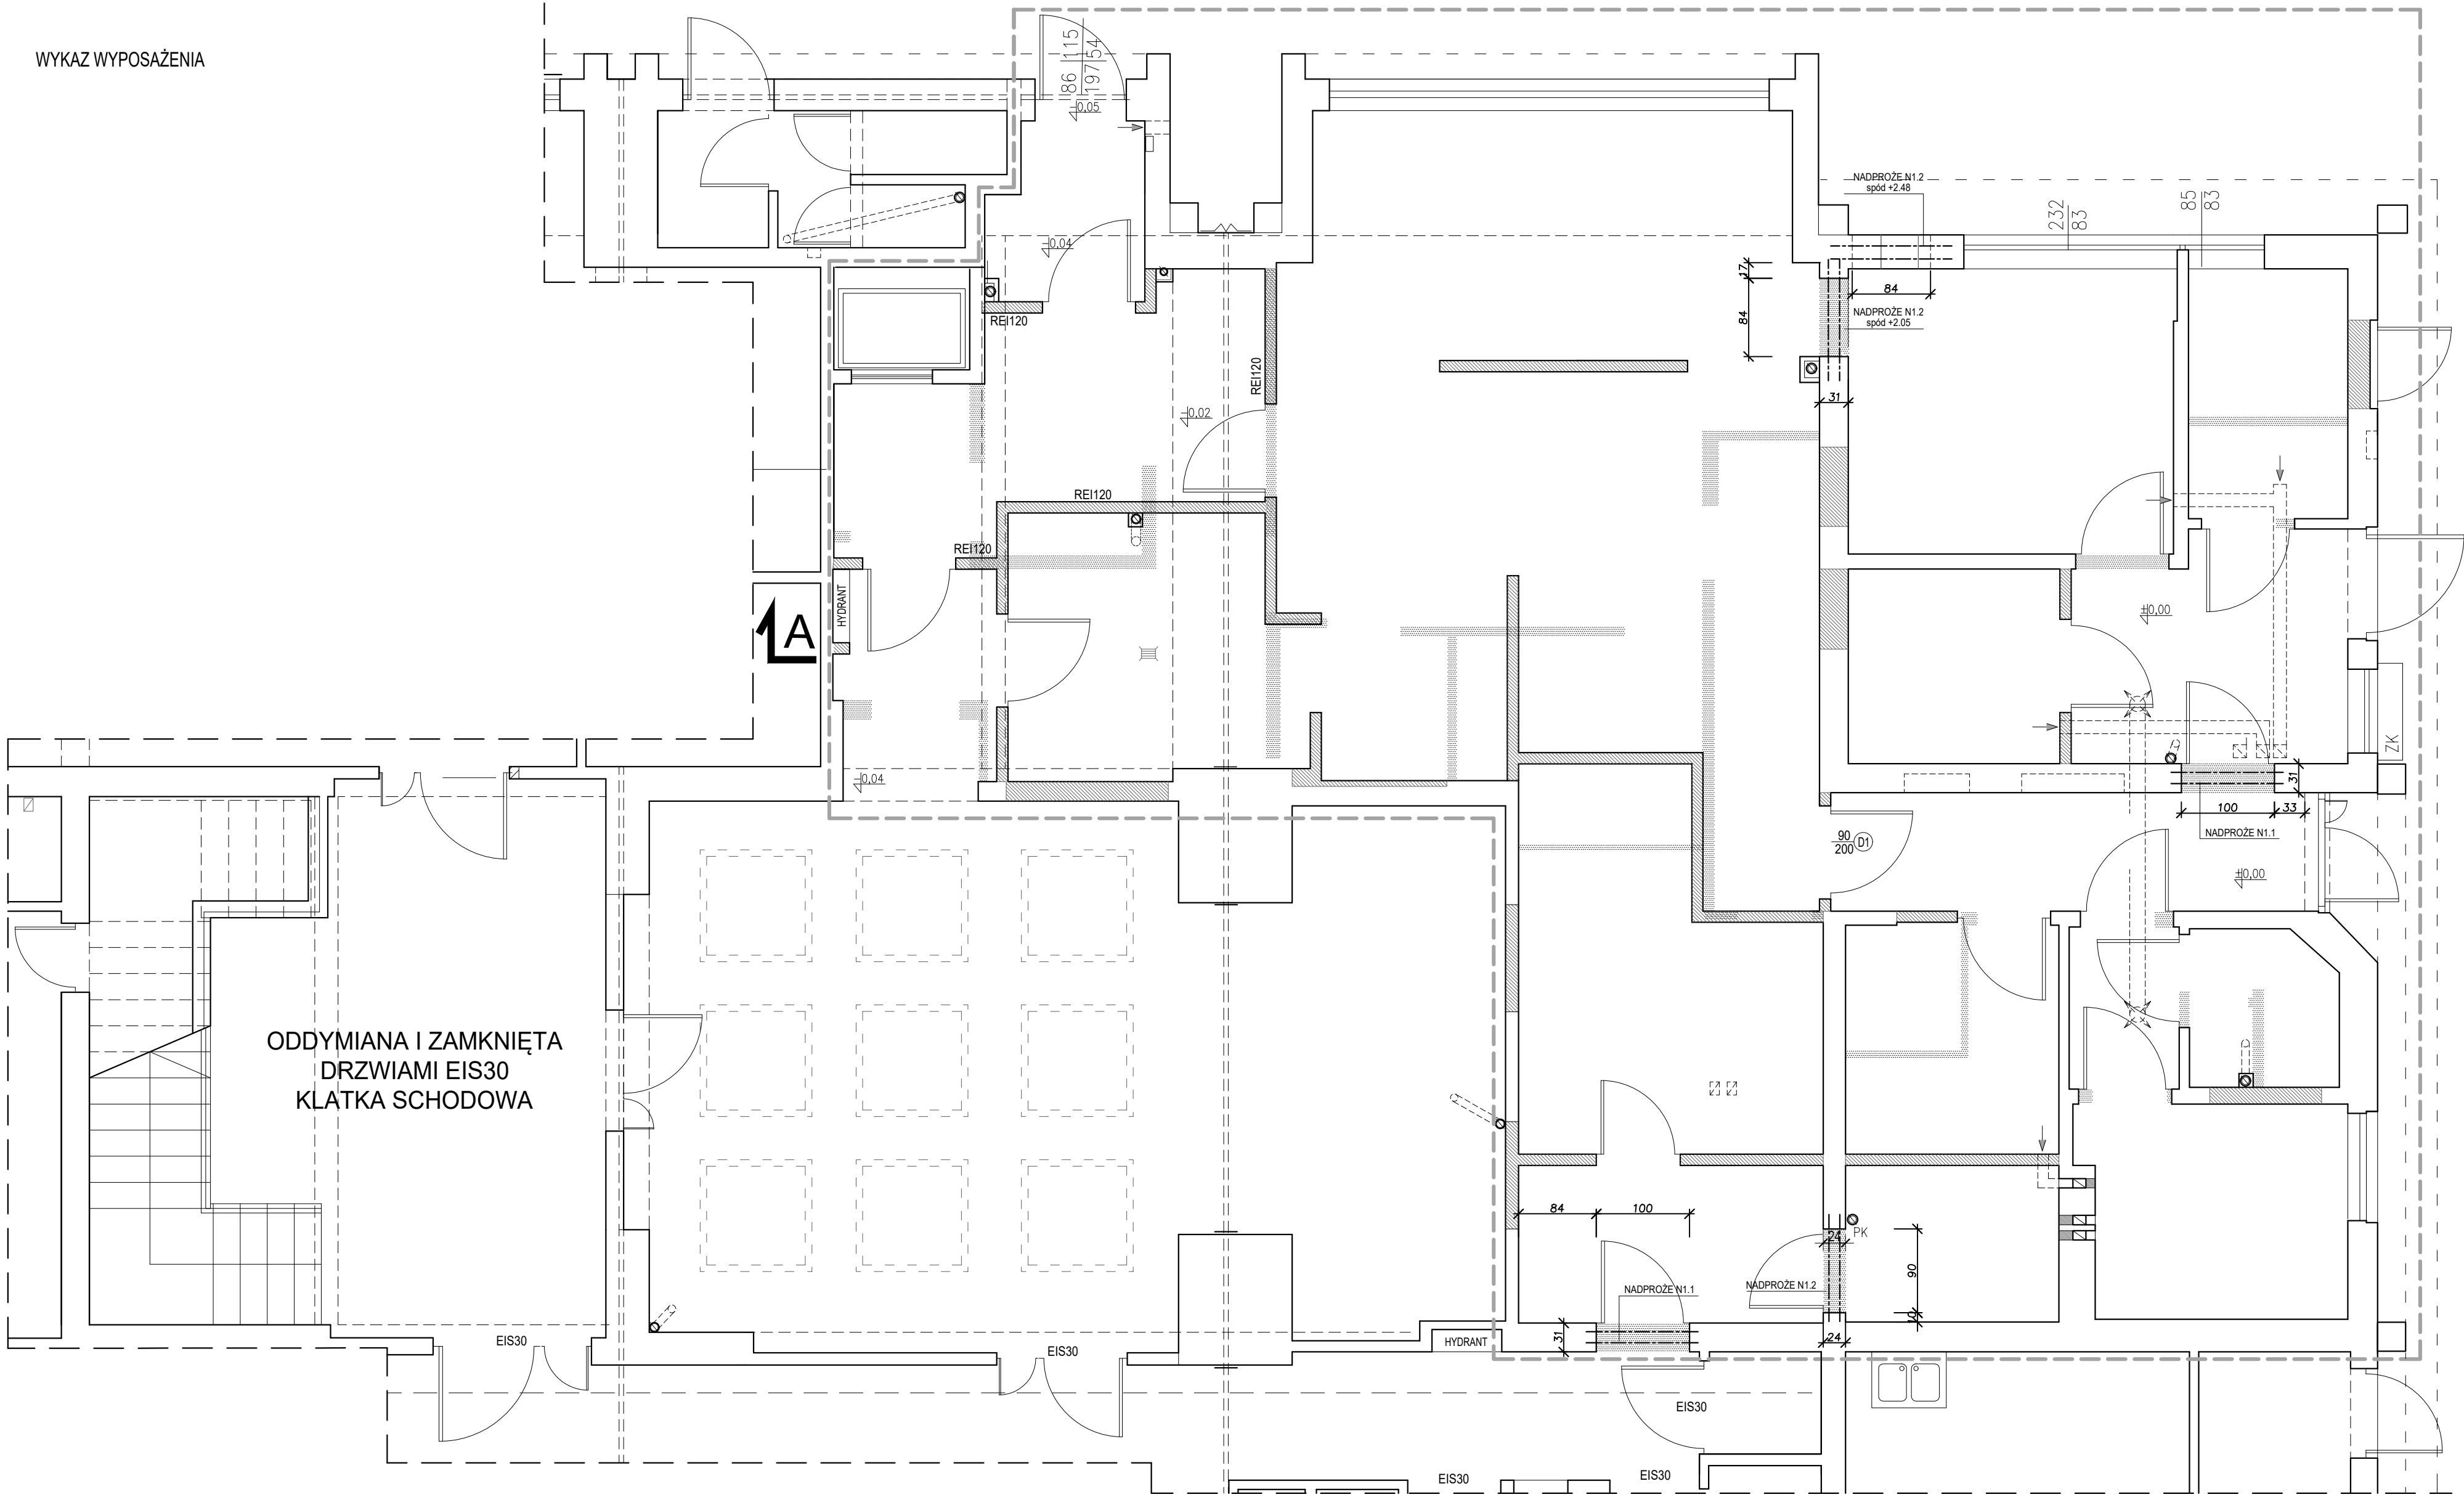 WYKAZ WYPOSAŻENIA
86 115
197 54
-0,05
NADPROŻE N1.2
spód +2.48
232
83
85
83
-0,04
17
84
84
NADPROŻE N1.2
spód +2.05
REI120
REI120
31
-0,02
REI120
REI120
HYDRANT
±0,00
A
ZK
-0,04
31
100
33
NADPROŻE N1.1
90
200
D1
±0,00
ODDYMIANA I ZAMKNIĘTA
DRZWIAMI EIS30
KLATKA SCHODOWA
84
100
24
PK
90
NADPROŻE N1.1
NADPROŻE N1.2
10
31
24
EIS30
EIS30
HYDRANT
EIS30
EIS30
EIS30